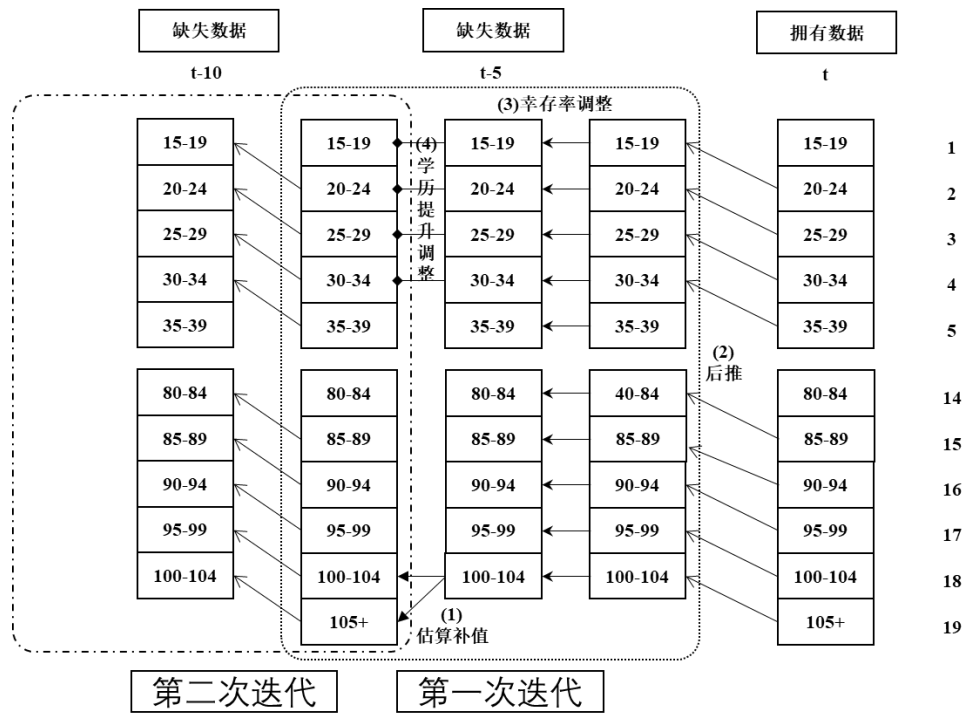 缺失数据 缺失数据 拥有数据
t-10 t-5 t
(3)幸存率调整
15-19 15-19 15-19 15-19 15-19 1
20-24 20-24 20-24 20-24 20-24 2
25-29 25-29 25-29 25-29 25-29 3
30-34 30-34 30-34 30-34 30-34 4
35-39 35-39 35-39 35-39 35-39 5
(4)学历提升调整
(2)
后推
80-84 80-84 80-84 40-84 80-84 14
85-89 85-89 85-89 85-89 85-89 15
90-94 90-94 90-94 90-94 90-94 16
95-99 95-99 95-99 95-99 95-99 17
100-104 100-104 100-104 100-104 100-104 18
105+ 105+ 19
(1)
估算补值
第二次迭代 第一次迭代